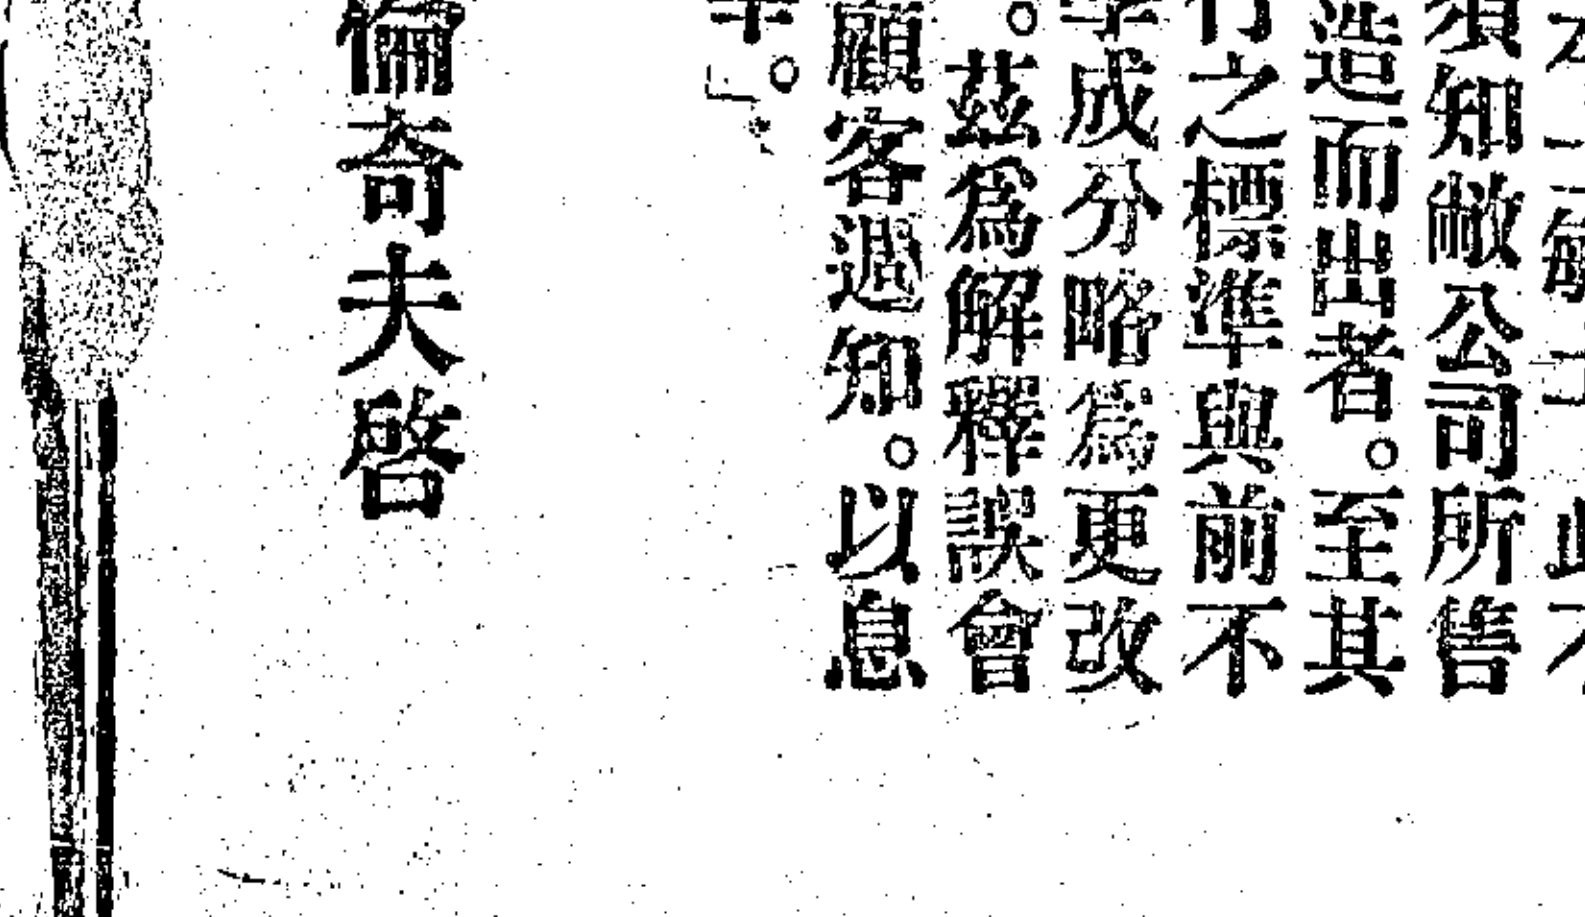 須知敝公司所售
造而出者。至其
行之標準與前不
學成分略爲更改
。茲爲解釋誤會
顧客週知。以息
」
倫奇夫啓